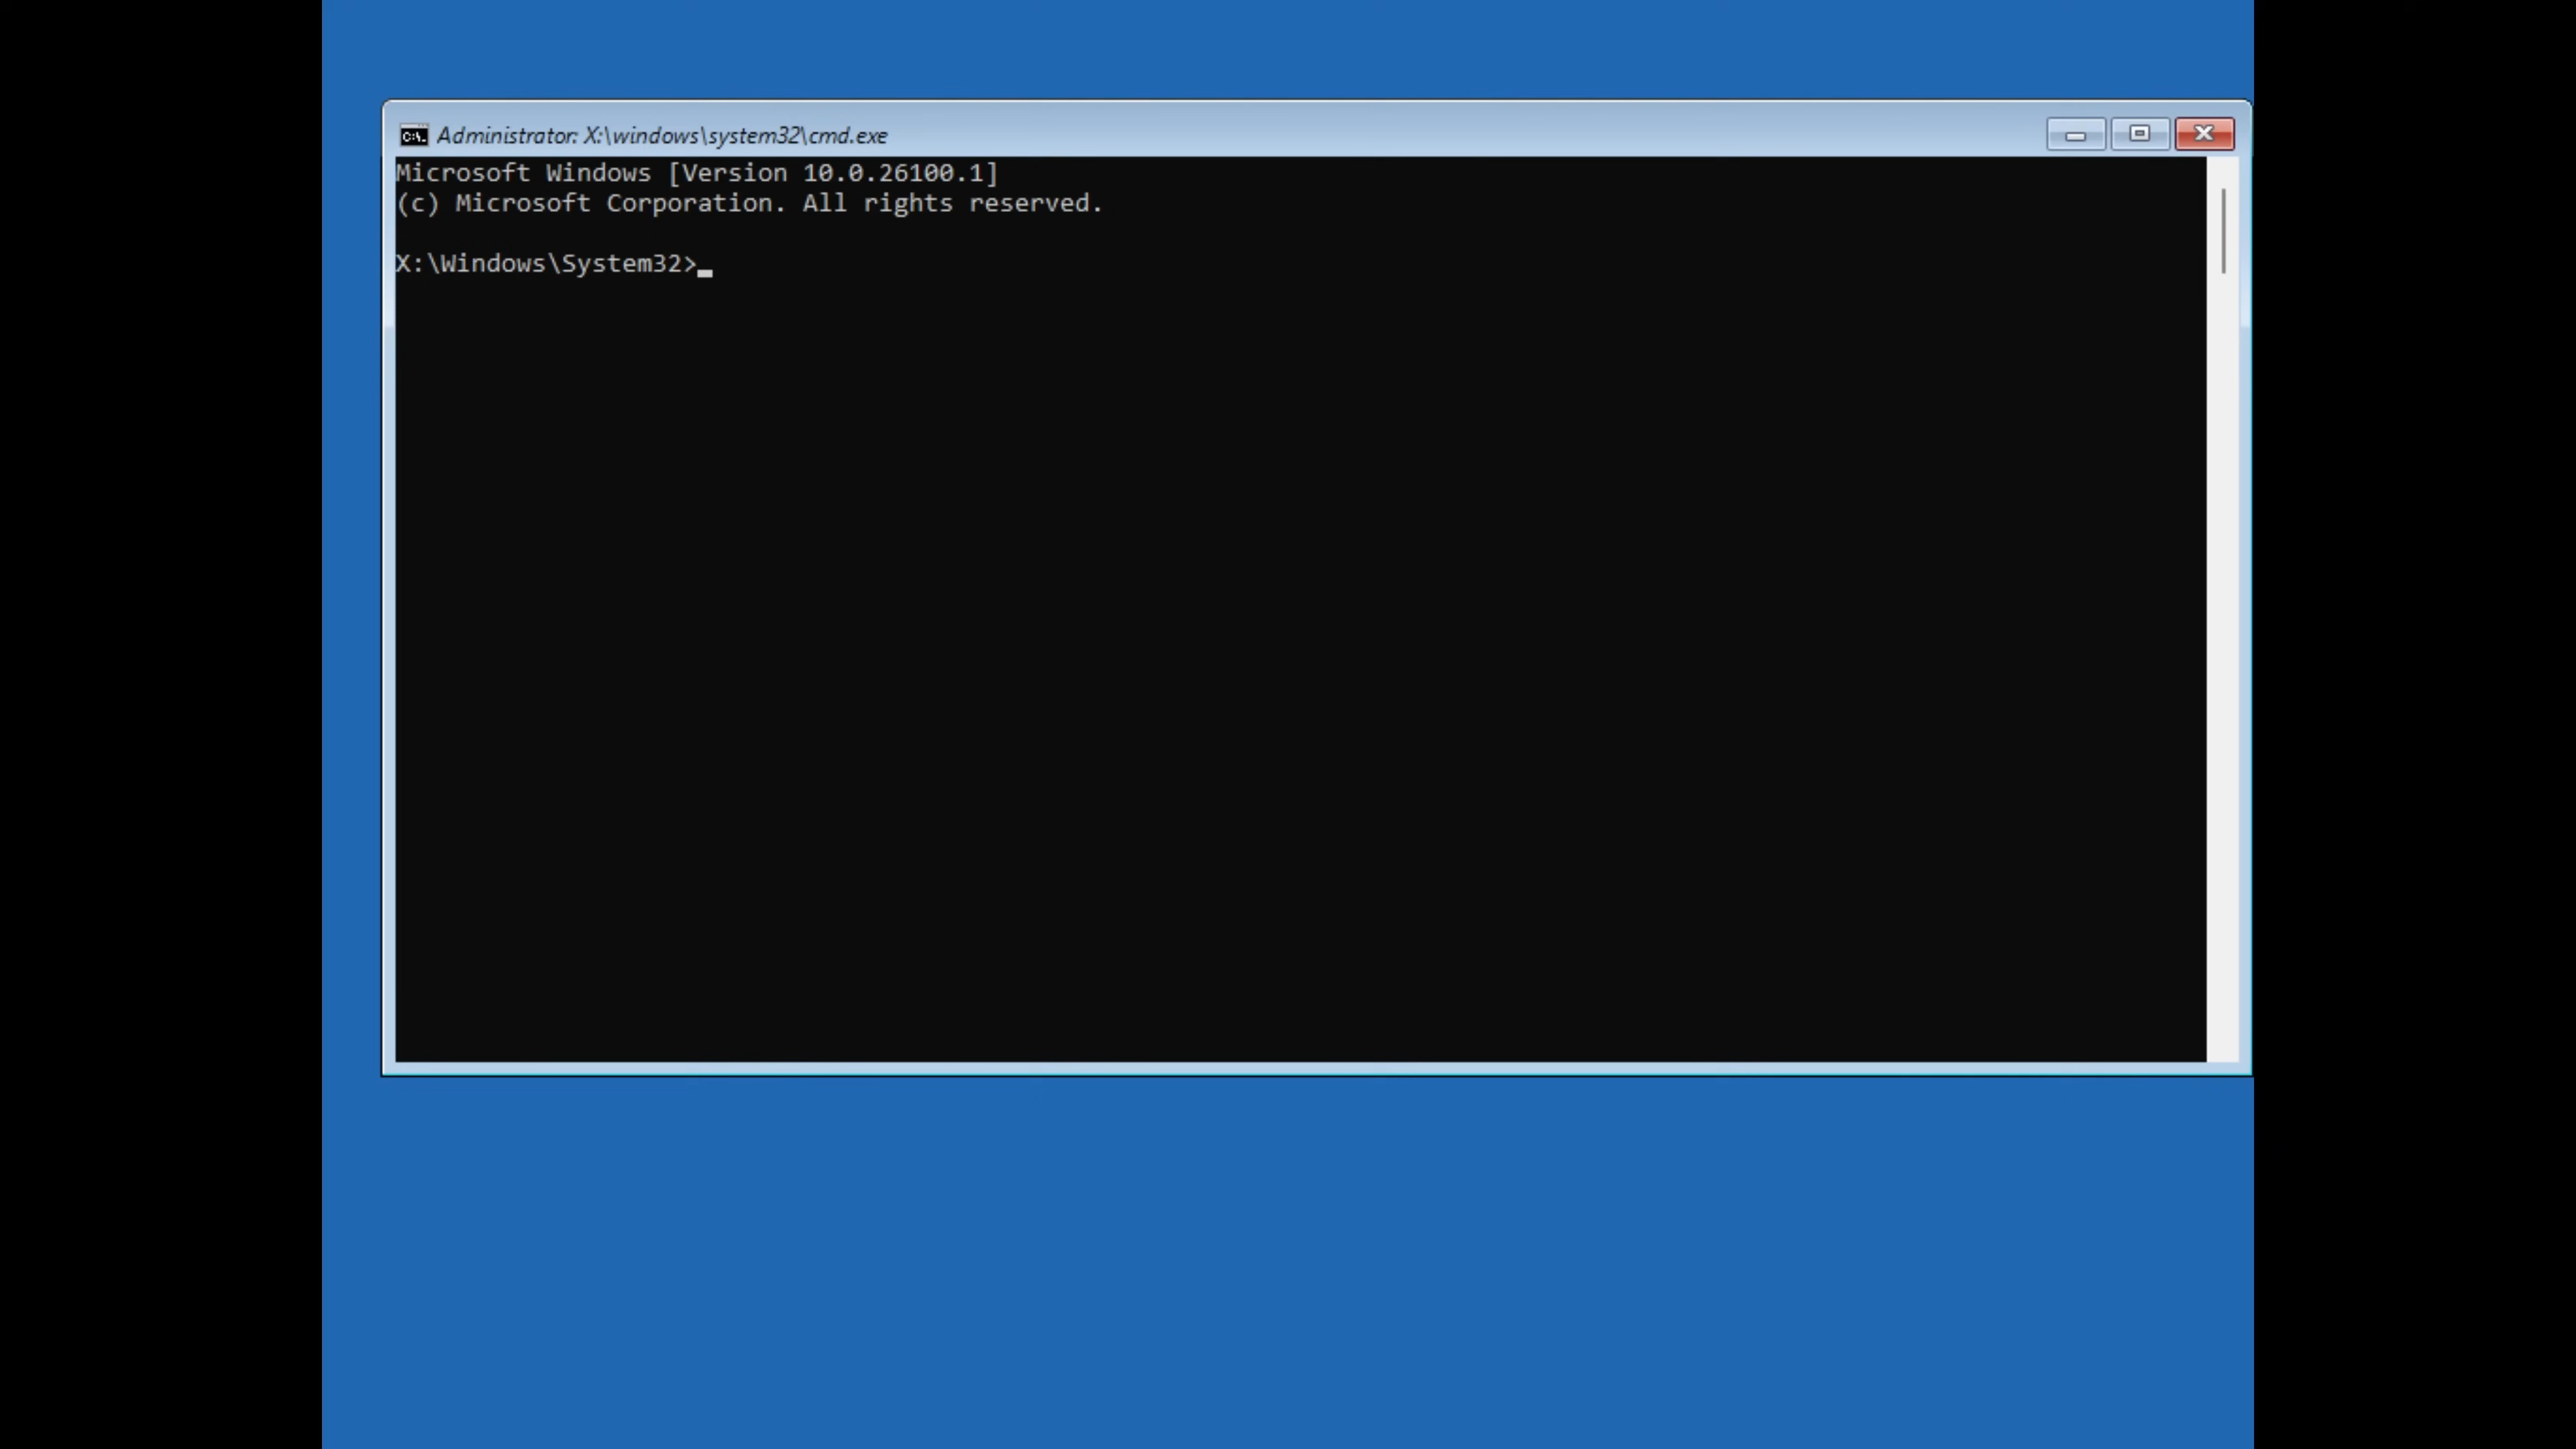 Administrator: X:\windows\system32\cmd.exe
Microsoft Windows [Version 10.0.26100.1]
(c) Microsoft Corporation. All rights reserved.
X:\Windows\System32>